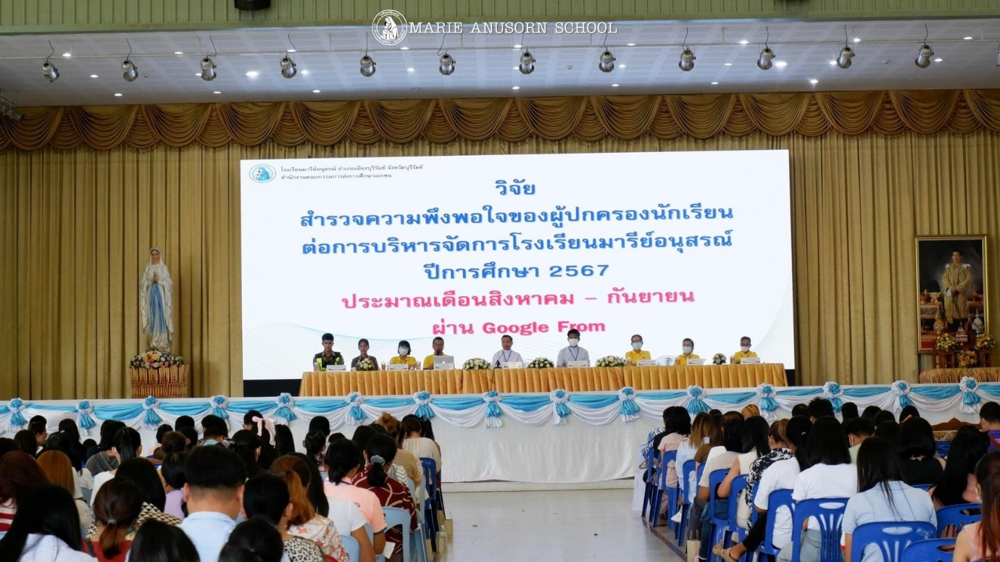 MARIE ANUSORN SCHOOL
โรงเรียนมารีย์อนุสรณ์ อำเภอเมืองบุรีรัมย์ จังหวัดบุรีรัมย์
สำนักงานคณะกรรมการส่งการศึกษาเอกชน
วิจัย
สำรวจความพึงพอใจของผู้ปกครองนักเรียน
ต่อการบริหารจัดการโรงเรียนมารีย์อนุสรณ์
ปีการศึกษา 2567
ประมาณเดือนสิงหาคม – กันยายน
ผ่าน Google From